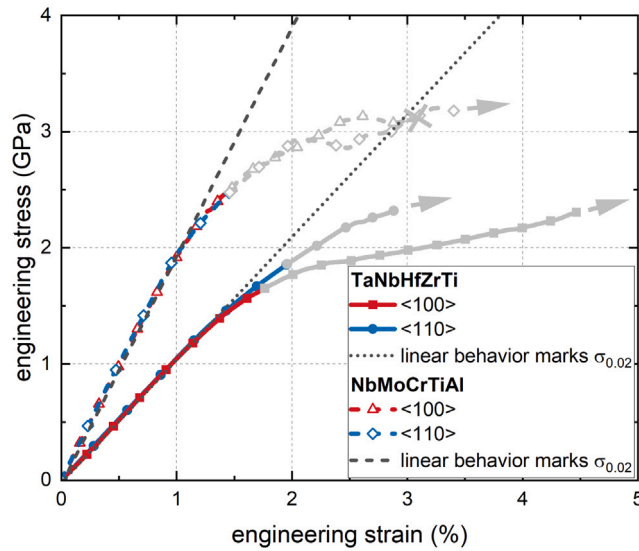 engineering stress (GPa)
4
3
2
1
0
0
1
2
3
4
5
engineering strain (%)
TaNbHfZrTi
<100>
<110>
linear behavior marks σ0.02
NbMoCrTiAl
<100>
<110>
linear behavior marks σ0.02